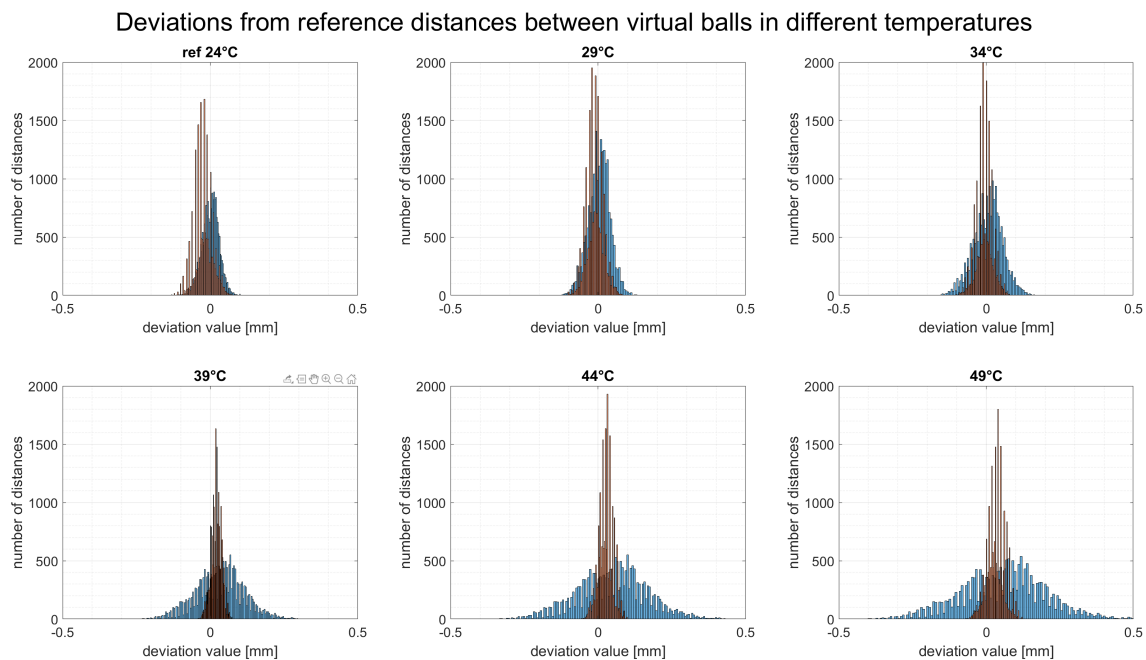 Deviations from reference distances between virtual balls in different temperatures
ref 24°C
29°C
34°C
2000
1500
1000
500
0
number of distances
-0.5
0
0.5
deviation value [mm]
2000
1500
1000
500
0
number of distances
-0.5
0
0.5
deviation value [mm]
2000
1500
1000
500
0
number of distances
-0.5
0
0.5
deviation value [mm]
39°C
44°C
49°C
2000
1500
1000
500
0
number of distances
-0.5
0
0.5
deviation value [mm]
2000
1500
1000
500
0
number of distances
-0.5
0
0.5
deviation value [mm]
2000
1500
1000
500
0
number of distances
-0.5
0
0.5
deviation value [mm]